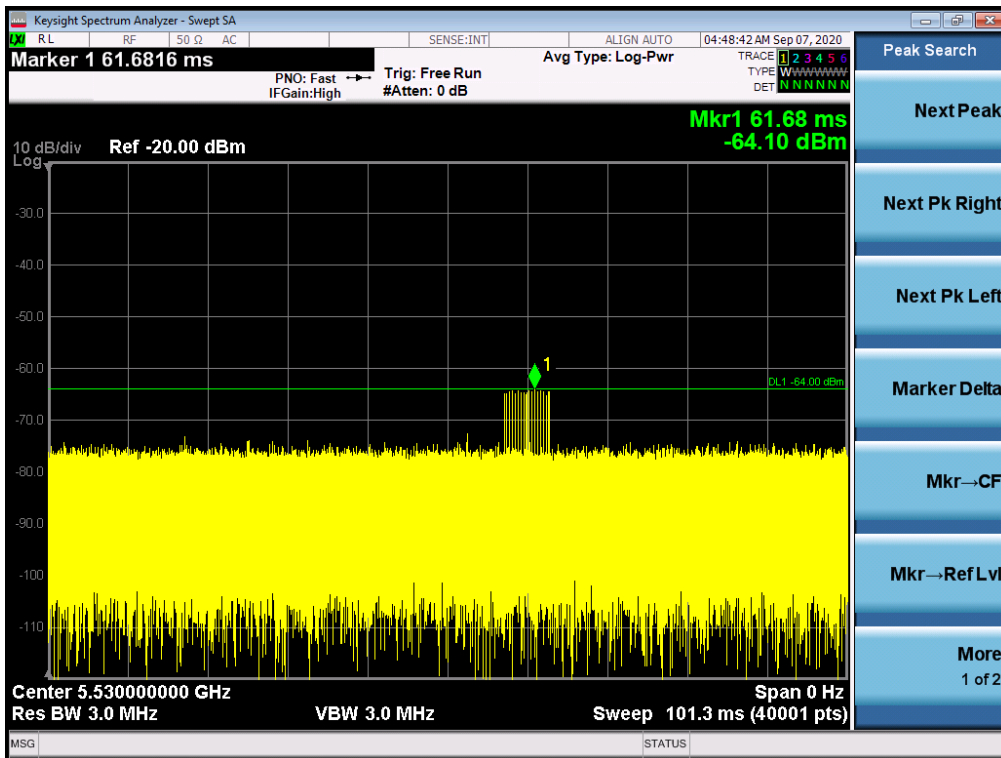 Keysight Spectrum Analyzer - Swept SA
LXI RL RF 50 Ω AC SENSE:INT ALIGN AUTO 04:48:42 AM Sep 07, 2020
Marker 1 61.6816 ms
PNO: Fast
IFGain:High
Trig: Free Run
#Atten: 0 dB
Avg Type: Log-Pwr
TRACE 1 2 3 4 5 6
TYPE WWWWWW
DET N N N N N N
Peak Search
Mkr1 61.68 ms
-64.10 dBm
10 dB/div Ref -20.00 dBm
Log
-30.0
-40.0
-50.0
-60.0
-70.0
-80.0
-90.0
-100
-110
1
DL1 -64.00 dBm
Center 5.530000000 GHz Span 0 Hz
Res BW 3.0 MHz VBW 3.0 MHz Sweep 101.3 ms (40001 pts)
Next Peak
Next Pk Right
Next Pk Left
Marker Delta
Mkr→CF
Mkr→Ref Lvl
More
1 of 2
MSG STATUS